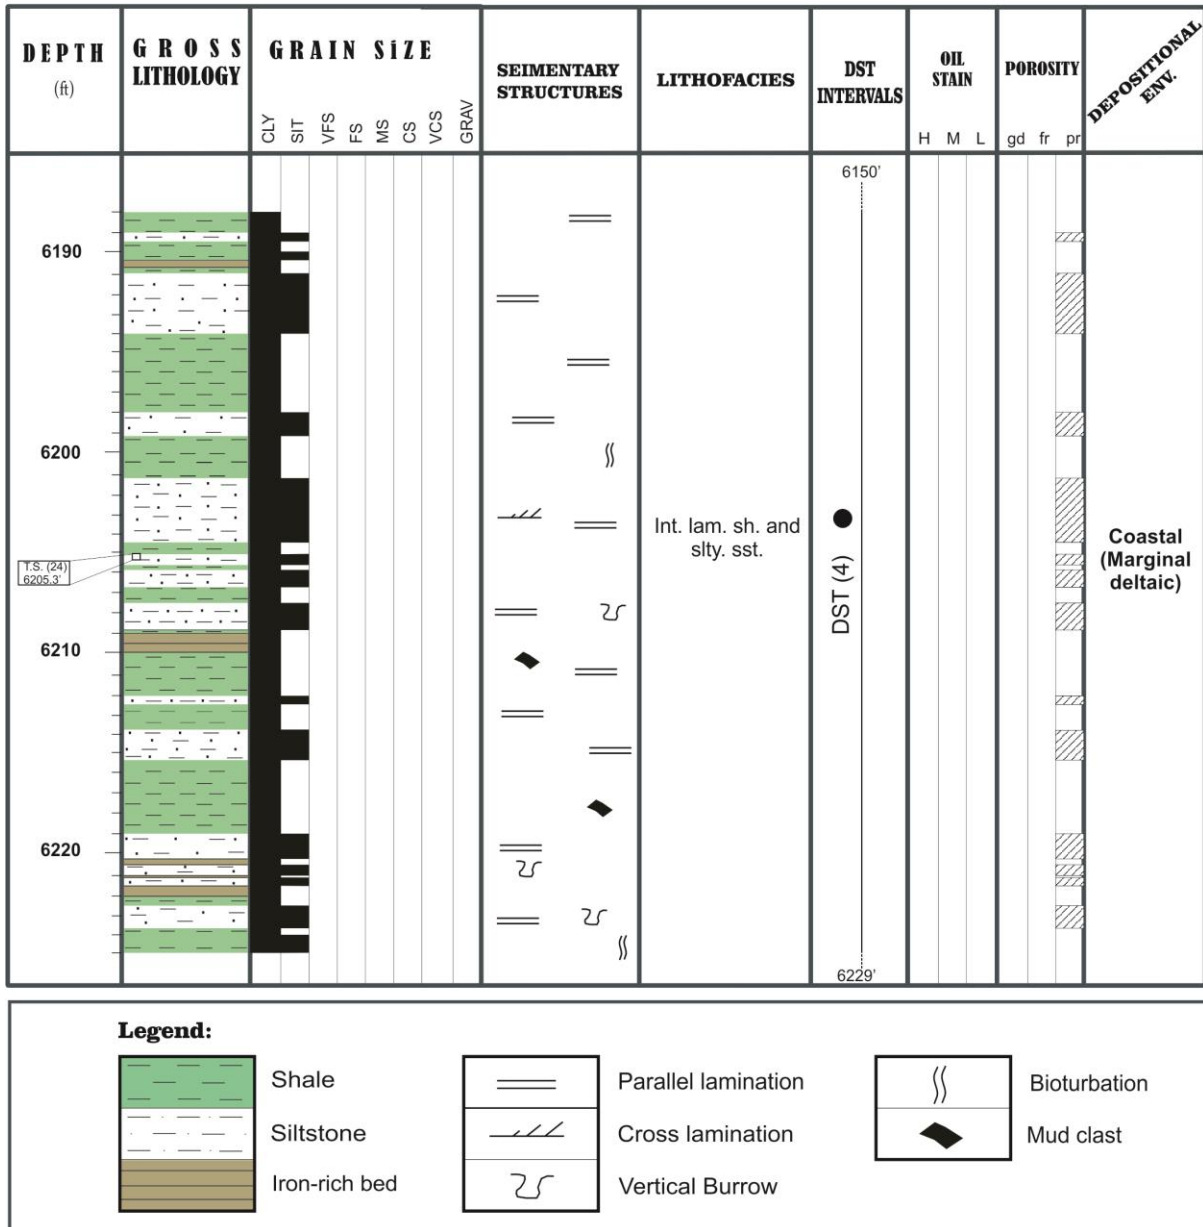 DEPTH
(ft)
GROSS
LITHOLOGY
GRAIN SiZE
CLY
SIT
VFS
FS
MS
CS
VCS
GRAV
SEIMENTARY
STRUCTURES
LITHOFACIES
DST
INTERVALS
OIL
STAIN
H M L
POROSITY
gd fr pr
DEPOSITIONAL
ENV.
6150'
6190
6200
T.S. (24)
6205.3'
6210
6220
Int. lam. sh. and
slty. sst.
DST (4)
6229'
Coastal
(Marginal
deltaic)
Legend:
Shale
Siltstone
Iron-rich bed
Parallel lamination
Cross lamination
Vertical Burrow
Bioturbation
Mud clast